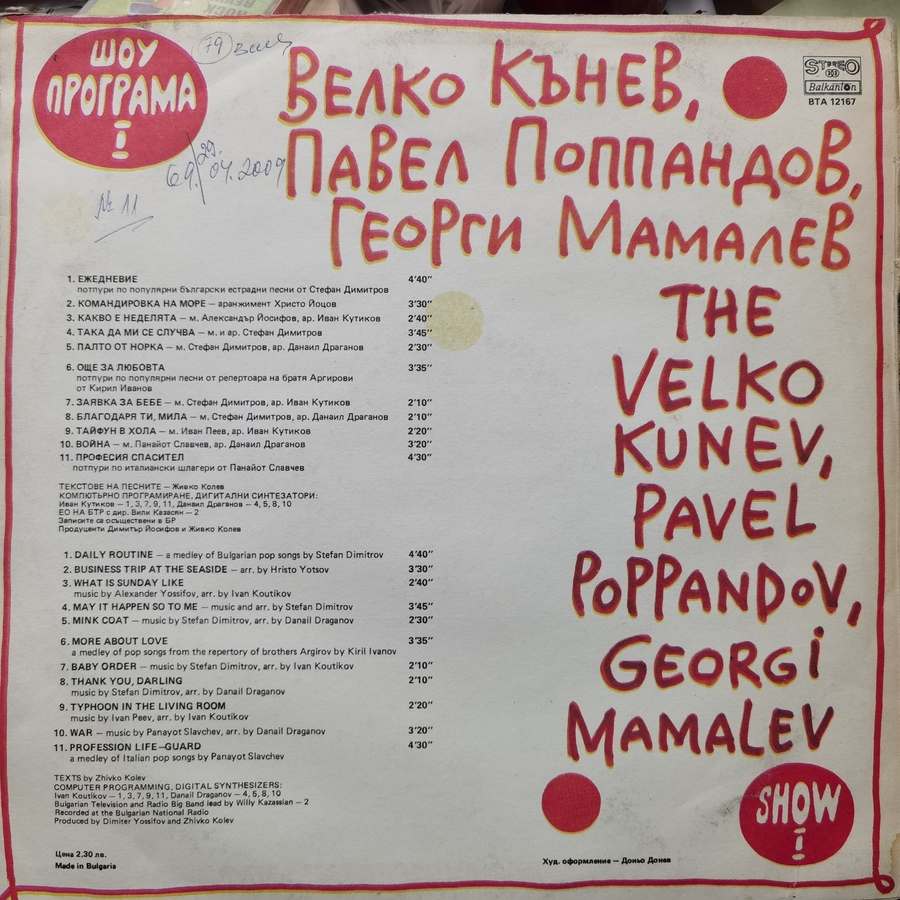 ШОУ
ПРОГРАМА
1
79
69. 29.
04. 2009
№ 11
ВЕЛКО КЪНЕВ,
ПАВЕЛ ПОППАНДОВ,
ГЕОРГИ МАМАЛЕВ
STEREO
Balkanton
BTA 12167
1. ЕЖЕДНЕВИЕ 4'40"
потпури по популярни български естрадни песни от Стефан Димитров
2. КОМАНДИРОВКА НА МОРЕ — аранжимент Христо Йоцов 3'30"
3. КАКВО Е НЕДЕЛЯТА — м. Александър Йосифов, ар. Иван Кутиков 2'40"
4. ТАКА ДА МИ СЕ СЛУЧВА — м. и ар. Стефан Димитров 3'45"
5. ПАЛТО ОТ НОРКА — м. Стефан Димитров, ар. Данаил Драганов 2'30"
6. ОЩЕ ЗА ЛЮБОВТА 3'35"
потпури по популярни песни от репертоара на братя Аргирови
от Кирил Иванов
7. ЗАЯВКА ЗА БЕБЕ — м. Стефан Димитров, ар. Иван Кутиков 2'10"
8. БЛАГОДАРЯ ТИ, МИЛА — м. Стефан Димитров, ар. Данаил Драганов 2'10"
9. ТАЙФУН В ХОЛА — м. Иван Пеев, ар. Иван Кутиков 2'20"
10. ВОЙНА — м. Панайот Славчев, ар. Данаил Драганов 3'20"
11. ПРОФЕСИЯ СПАСИТЕЛ 4'30"
потпури по италиански шлагери от Панайот Славчев
ТЕКСТОВЕ НА ПЕСНИТЕ — Живко Колев
КОМПЮТЪРНО ПРОГРАМИРАНЕ, ДИГИТАЛНИ СИНТЕЗАТОРИ:
Иван Кутиков — 1, 3, 7, 9, 11, Данаил Драганов — 4, 5, 8, 10
ЕО НА БТР с дир. Вили Казасян — 2
Записите са осъществени в БР
Продуценти Димитър Йосифов и Живко Колев
1. DAILY ROUTINE — a medley of Bulgarian pop songs by Stefan Dimitrov 4'40"
2. BUSINESS TRIP AT THE SEASIDE — arr. by Hristo Yotsov 3'30"
3. WHAT IS SUNDAY LIKE 2'40"
music by Alexander Yossifov, arr. by Ivan Koutikov
4. MAY IT HAPPEN SO TO ME — music and arr. by Stefan Dimitrov 3'45"
5. MINK COAT — music by Stefan Dimitrov, arr. by Danail Draganov 2'30"
6. MORE ABOUT LOVE 3'35"
a medley of pop songs from the repertory of brothers Argirov by Kiril Ivanov
7. BABY ORDER — music by Stefan Dimitrov, arr. by Ivan Koutikov 2'10"
8. THANK YOU, DARLING 2'10"
music by Stefan Dimitrov, arr. by Danail Draganov
9. TYPHOON IN THE LIVING ROOM 2'20"
music by Ivan Peev, arr. by Ivan Koutikov
10. WAR — music by Panayot Slavchev, arr. by Danail Draganov 3'20"
11. PROFESSION LIFE—GUARD 4'30"
a medley of Italian pop songs by Panayot Slavchev
TEXTS by Zhivko Kolev
COMPUTER PROGRAMMING, DIGITAL SYNTHESIZERS:
Ivan Koutikov — 1, 3, 7, 9, 11, Danail Draganov — 4, 5, 8, 10
Bulgarian Television and Radio Big Band lead by Willy Kazassian — 2
Recorded at the Bulgarian National Radio
Produced by Dimiter Yossifov and Zhivko Kolev
THE
VELKO
KUNEV,
PAVEL
POPPANDOV,
GEORGI
MAMALEV
SHOW
1
Цена 2,30 лв.
Made in Bulgaria
Худ. оформление — Доньо Донев